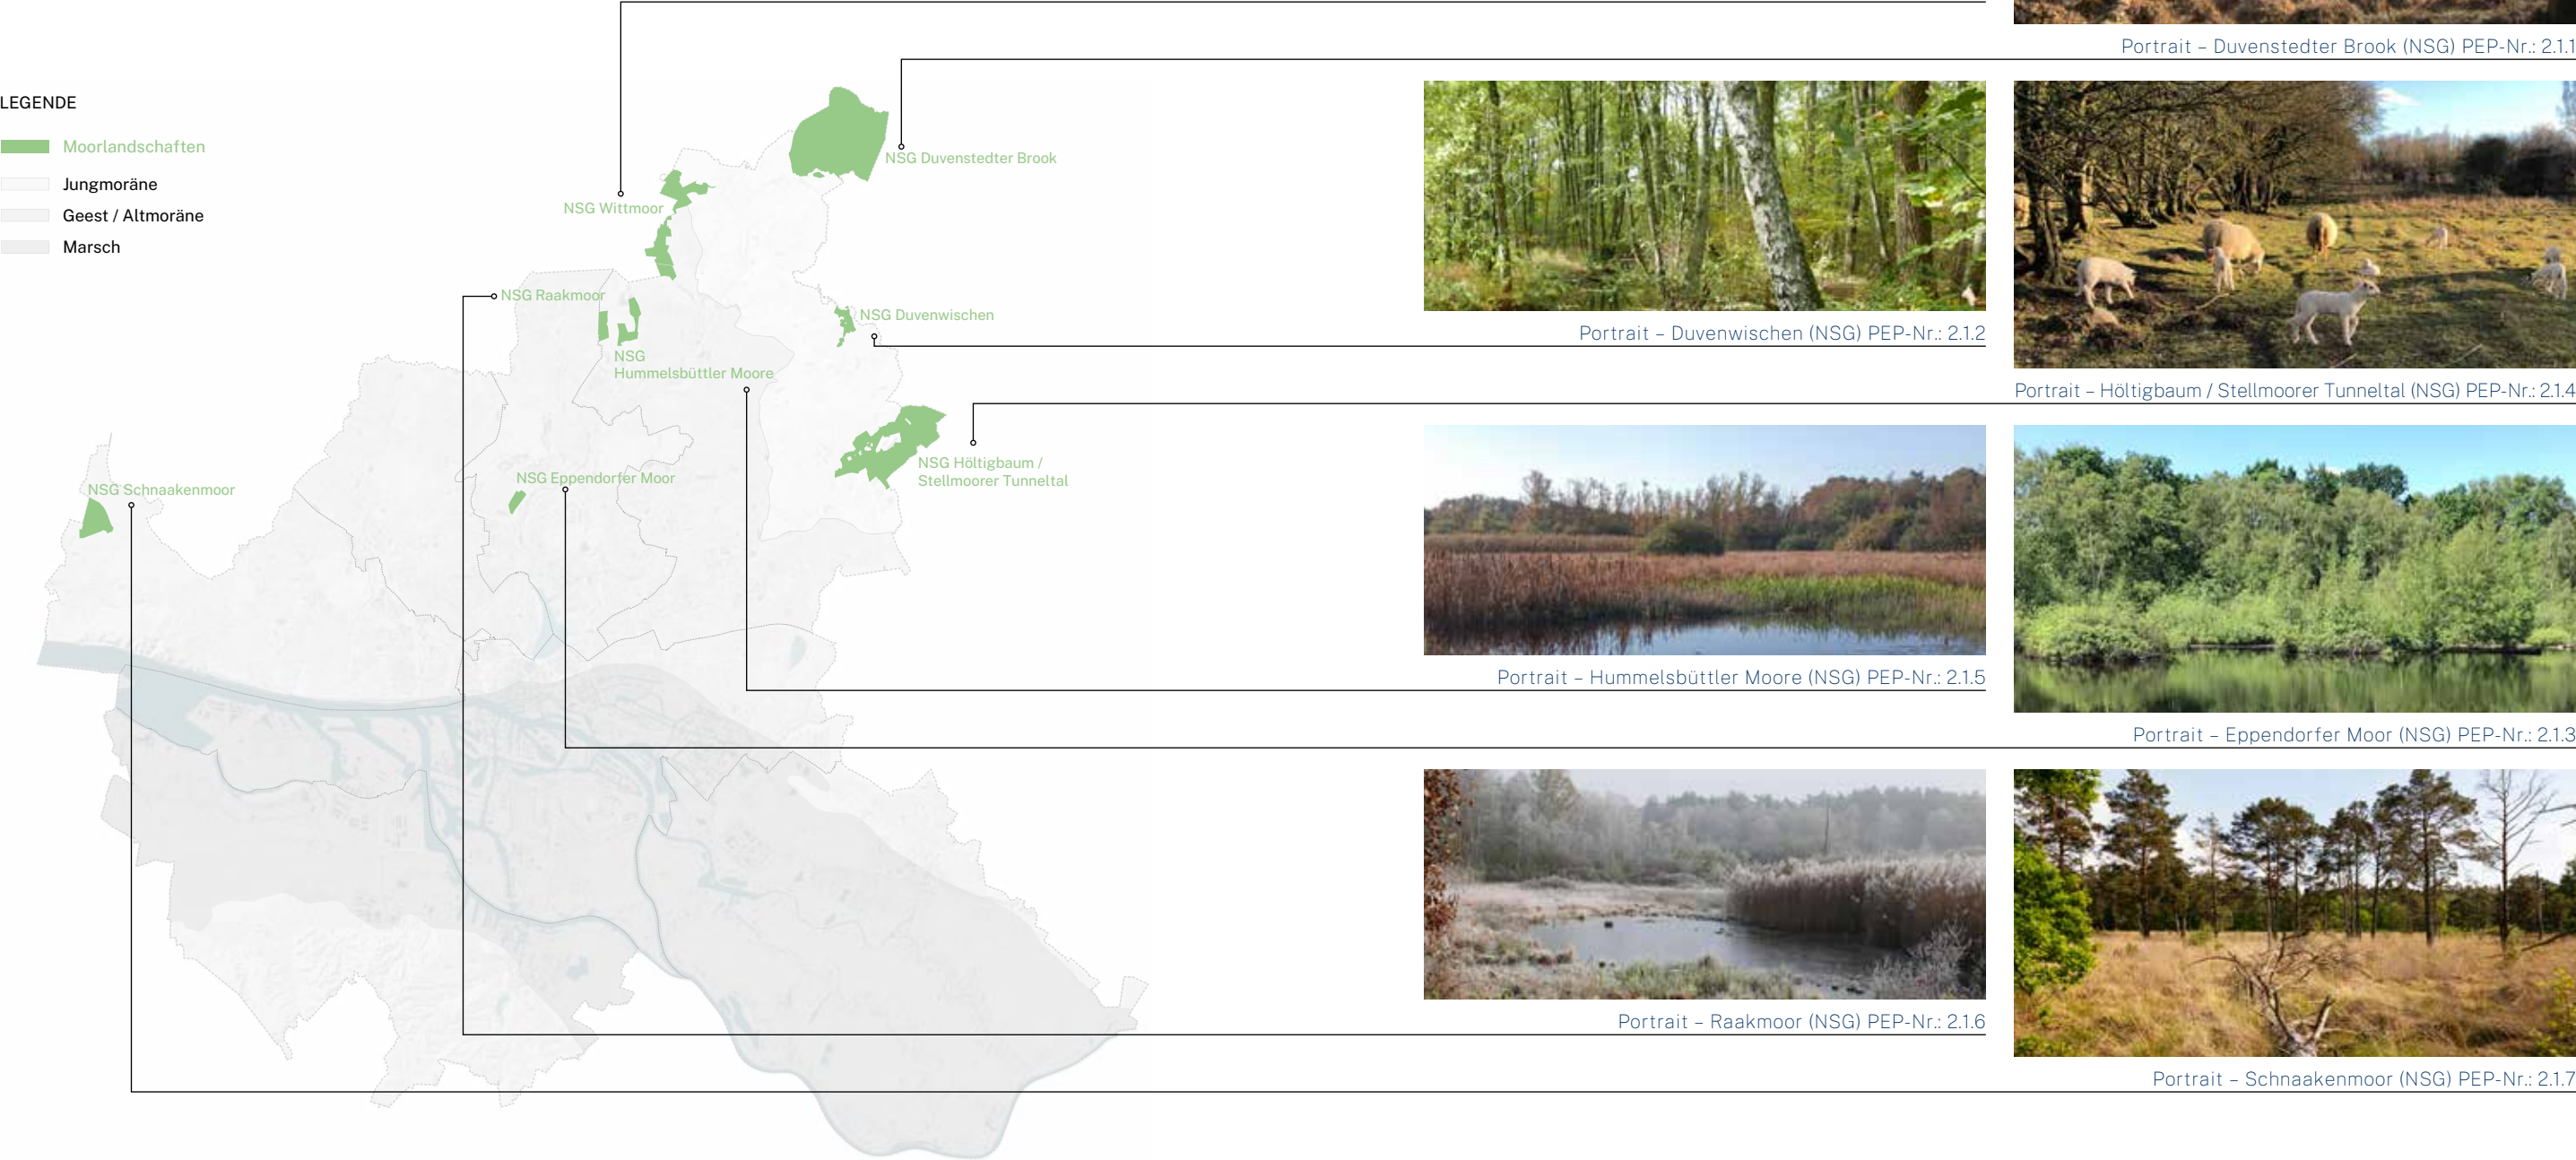 Portrait – Duvenstedter Brook (NSG) PEP-Nr.: 2.1.1
LEGENDE
Moorlandschaften
Jungmoräne
Geest / Altmoräne
Marsch
NSG Duvenstedter Brook
NSG Wittmoor
NSG Raakmoor
NSG Duvenwischen
NSG
Hummelsbüttler Moore
NSG Höltigbaum /
Stellmoorer Tunneltal
NSG Eppendorfer Moor
NSG Schnaakenmoor
Portrait – Duvenwischen (NSG) PEP-Nr.: 2.1.2
Portrait – Höltigbaum / Stellmoorer Tunneltal (NSG) PEP-Nr.: 2.1.4
Portrait – Hummelsbüttler Moore (NSG) PEP-Nr.: 2.1.5
Portrait – Eppendorfer Moor (NSG) PEP-Nr.: 2.1.3
Portrait – Raakmoor (NSG) PEP-Nr.: 2.1.6
Portrait – Schnaakenmoor (NSG) PEP-Nr.: 2.1.7